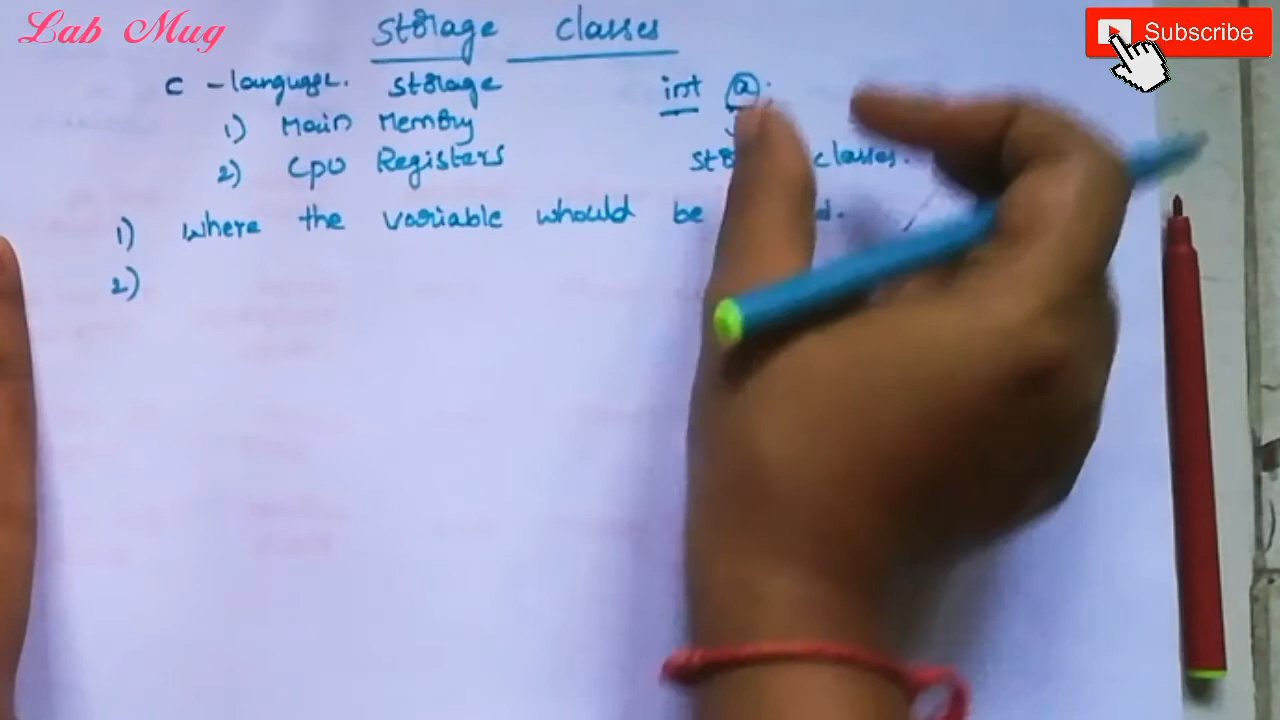 Lab Mug
Subscribe
Storage Classes
C - language. Storage
int a;
1) Main Memory
2) CPU Registers
classes.
1) Where the variable whould be
2)